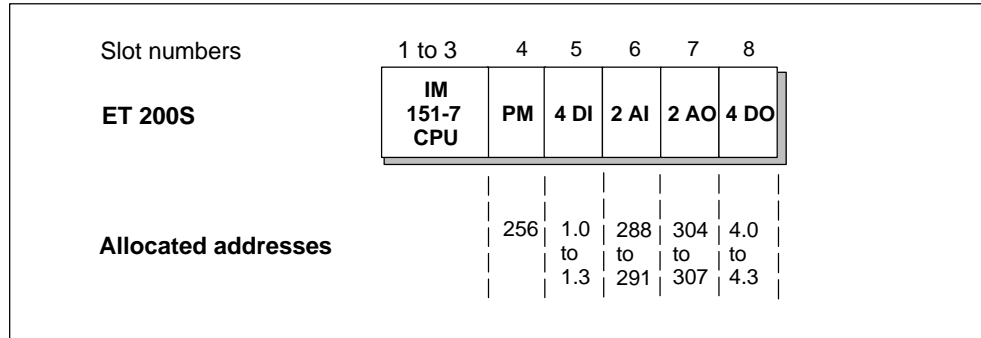 Slot numbers 1 to 3 4 5 6 7 8
ET 200S
IM
151-7
CPU
PM 4 DI 2 AI 2 AO 4 DO
Allocated addresses
256 1.0 288 304 4.0
to to to to
1.3 291 307 4.3